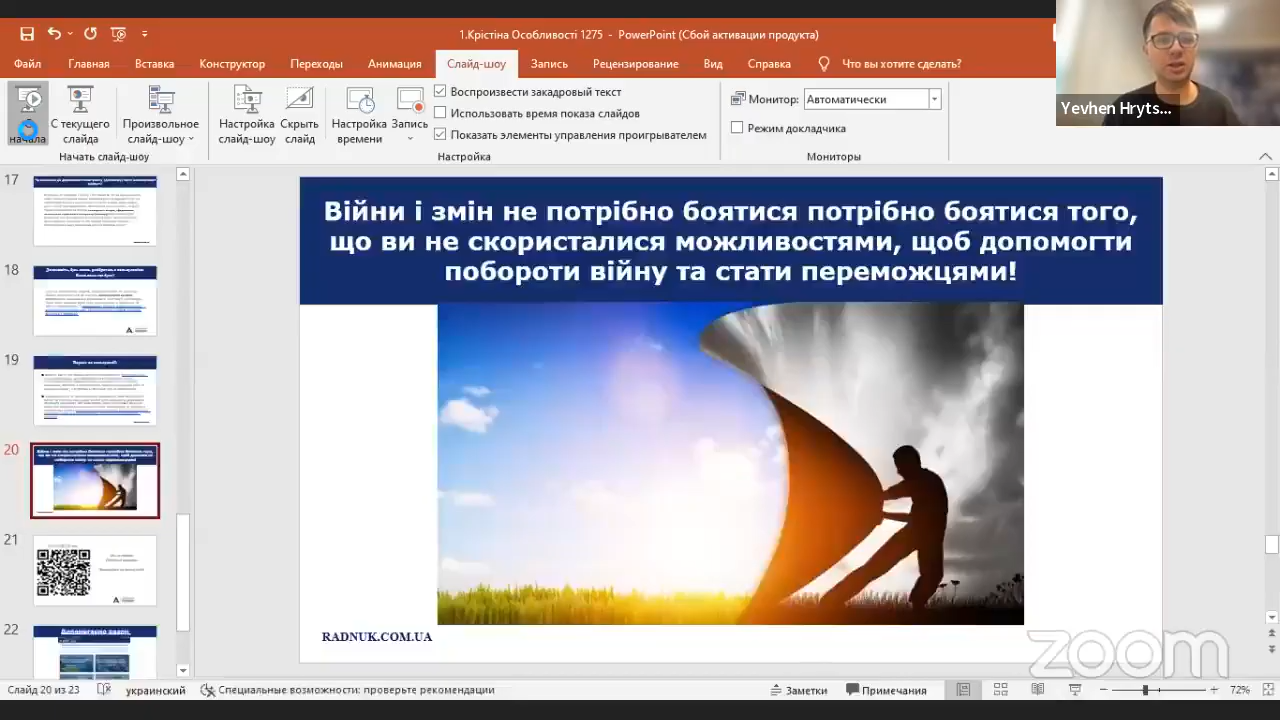 1.Крістіна Особливості 1275 - PowerPoint (Сбой активации продукта)
Файл Главная Вставка Конструктор Переходы Анимация Слайд-шоу Запись Рецензирование Вид Справка Что вы хотите сделать?
Yevhen Hryts...
С начала
С текущего слайда
Произвольное слайд-шоу
Начать слайд-шоу
Настройка слайд-шоу
Скрыть слайд
Настройка времени
Запись
Воспроизвести закадровый текст
Использовать время показа слайдов
Показать элементы управления проигрывателем
Настройка
Монитор: Автоматически
Режим докладчика
Мониторы
17
18
19
20
21
22
Війни і змін не потрібно боятися потрібно боятися того,
що ви не скористалися можливостями, щоб допомогти
побороти війну та стати переможцями!
RADNUK.COM.UA
zoom
Слайд 20 из 23 украинский Специальные возможности: проверьте рекомендации Заметки Примечания 72%